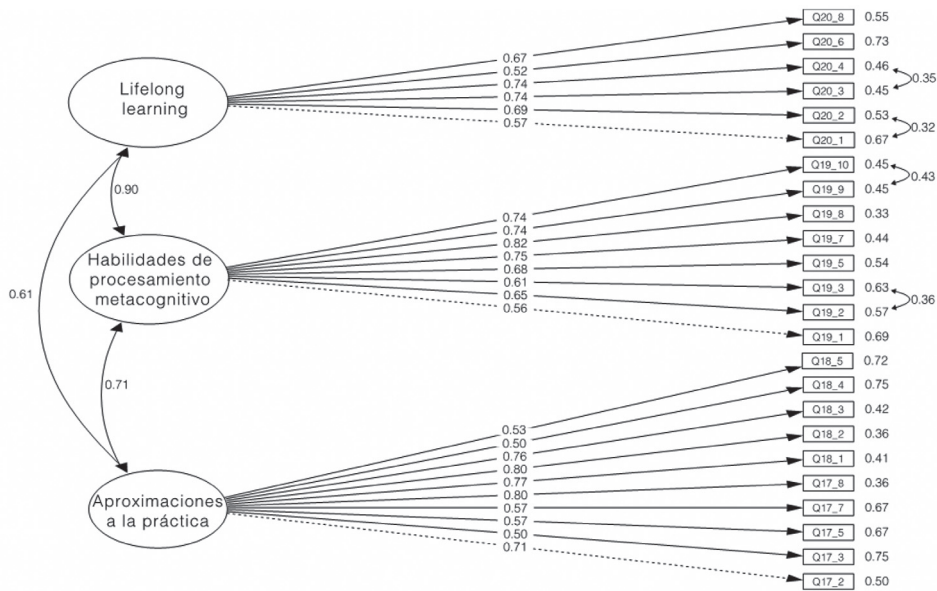 Q20_8 0.55
Q20_6 0.73
0.67
0.52
Q20_4 0.46
0.35
0.74
0.74
Q20_3 0.45
Lifelong
learning
0.69
Q20_2 0.53
0.32
0.57
Q20_1 0.67
Q19_10 0.45
0.43
0.90
Q19_9 0.45
0.74
0.74
Q19_8 0.33
0.82
0.75
Q19_7 0.44
Habilidades de
procesamiento
metacognitivo
0.68
Q19_5 0.54
0.61
Q19_3 0.63
0.36
0.61
0.65
Q19_2 0.57
0.56
Q19_1 0.69
Q18_5 0.72
0.71
Q18_4 0.75
Q18_3 0.42
0.53
0.50
Q18_2 0.36
0.76
0.80
Q18_1 0.41
0.77
0.80
Q17_8 0.36
Aproximaciones
a la práctica
0.57
Q17_7 0.67
0.57
Q17_5 0.67
0.50
0.71
Q17_3 0.75
Q17_2 0.50